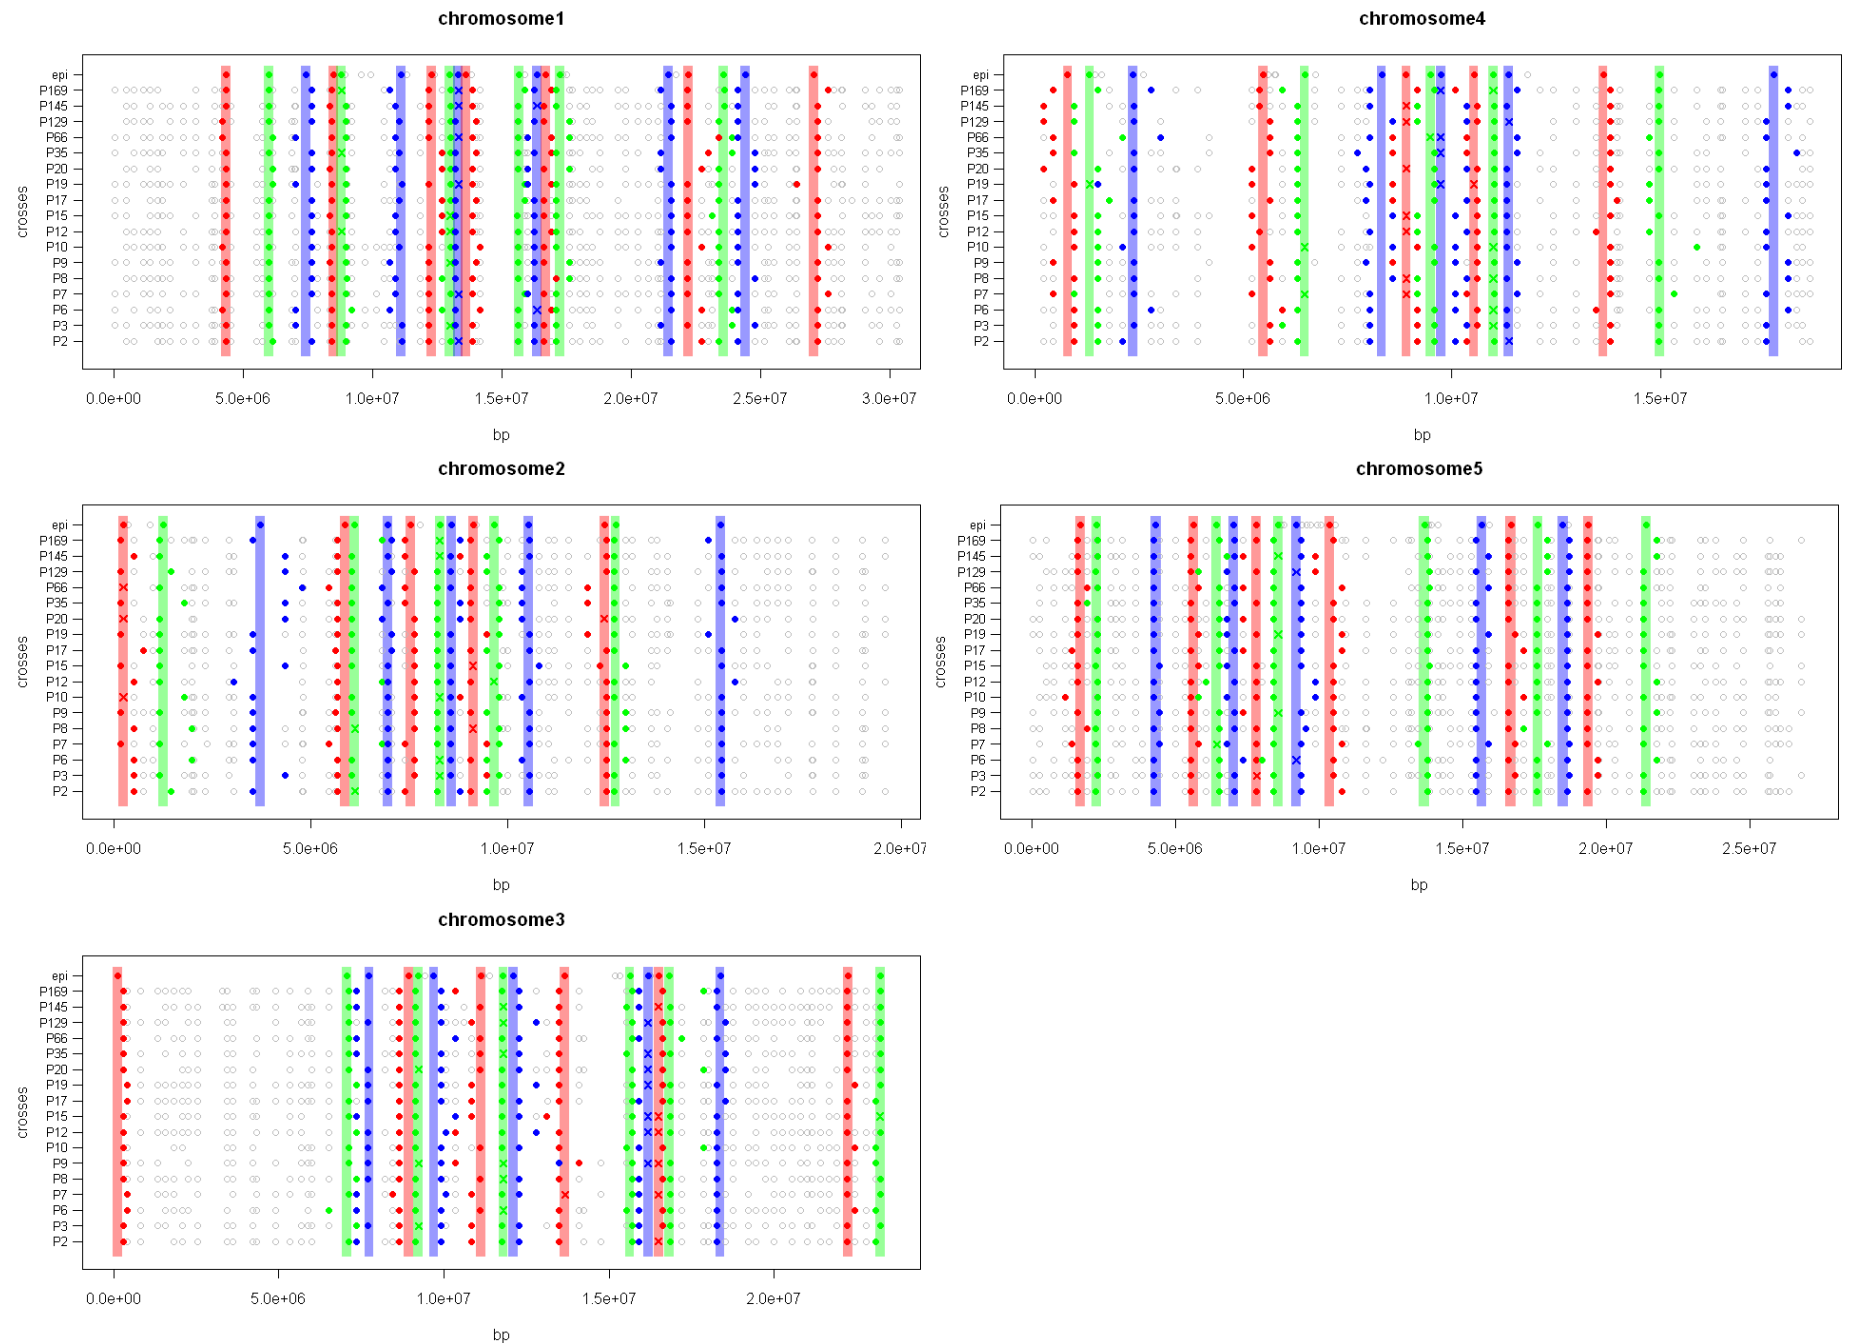 chromosome1
crosses
epi
P169
P145
P129
P66
P35
P20
P19
P17
P15
P12
P10
P9
P8
P7
P6
P3
P2
0.0e+00 5.0e+06 1.0e+07 1.5e+07 2.0e+07 2.5e+07 3.0e+07
bp
chromosome4
crosses
epi
P169
P145
P129
P66
P35
P20
P19
P17
P15
P12
P10
P9
P8
P7
P6
P3
P2
0.0e+00 5.0e+06 1.0e+07 1.5e+07
bp
chromosome2
crosses
epi
P169
P145
P129
P66
P35
P20
P19
P17
P15
P12
P10
P9
P8
P7
P6
P3
P2
0.0e+00 5.0e+06 1.0e+07 1.5e+07 2.0e+07
bp
chromosome5
crosses
epi
P169
P145
P129
P66
P35
P20
P19
P17
P15
P12
P10
P9
P8
P7
P6
P3
P2
0.0e+00 5.0e+06 1.0e+07 1.5e+07 2.0e+07 2.5e+07
bp
chromosome3
crosses
epi
P169
P145
P129
P66
P35
P20
P19
P17
P15
P12
P10
P9
P8
P7
P6
P3
P2
0.0e+00 5.0e+06 1.0e+07 1.5e+07 2.0e+07
bp